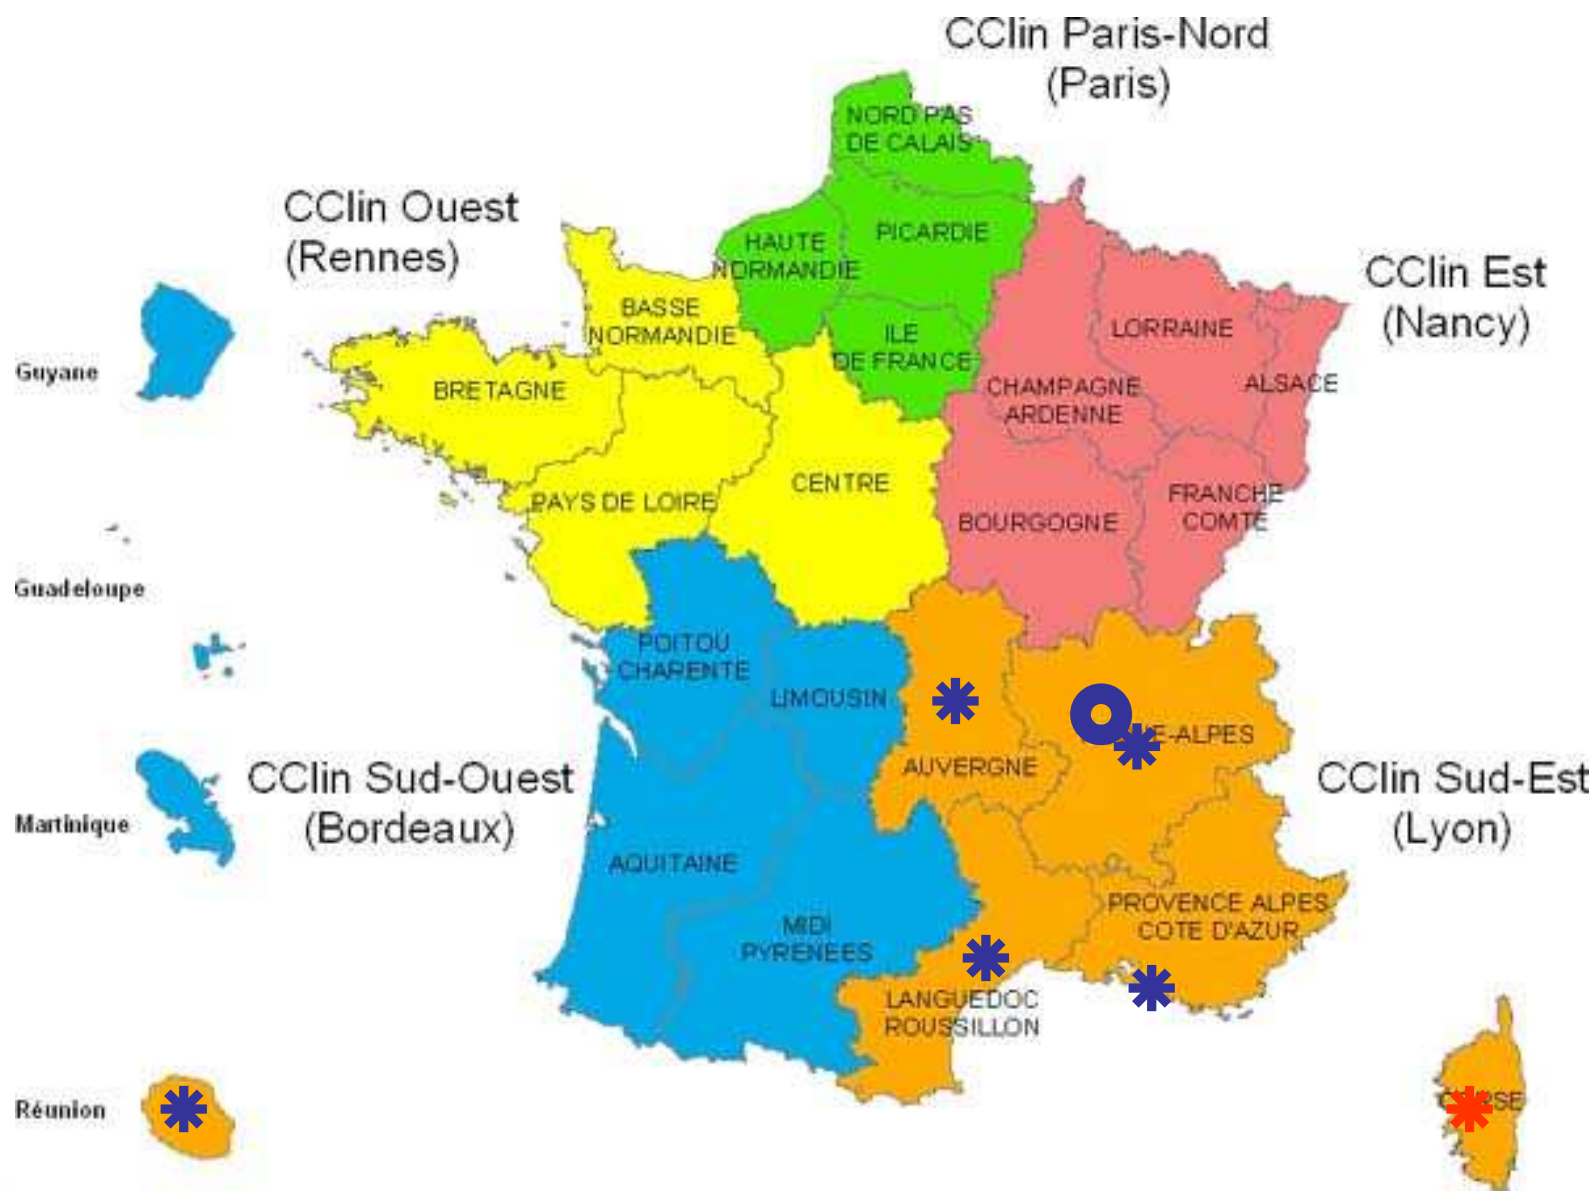 CClin Paris-Nord
(Paris)
NORD PAS
DE CALAIS
CClin Ouest
(Rennes)
HAUTE
NORMANDIE
PICARDIE
CClin Est
(Nancy)
BASSE
NORMANDIE
ILE
DE FRANCE
LORRAINE
Guyane
BRETAGNE
CHAMPAGNE
ARDENNE
ALSACE
PAYS DE LOIRE
CENTRE
BOURGOGNE
FRANCHE
COMTE
Guadeloupe
POITOU
CHARENTE
LIMOUSIN
AUVERGNE
E-ALPES
CClin Sud-Ouest
(Bordeaux)
CClin Sud-Est
(Lyon)
Martinique
AQUITAINE
MIDI
PYRENEES
PROVENCE ALPES
COTE D'AZUR
LANGUEDOC
ROUSSILLON
Réunion